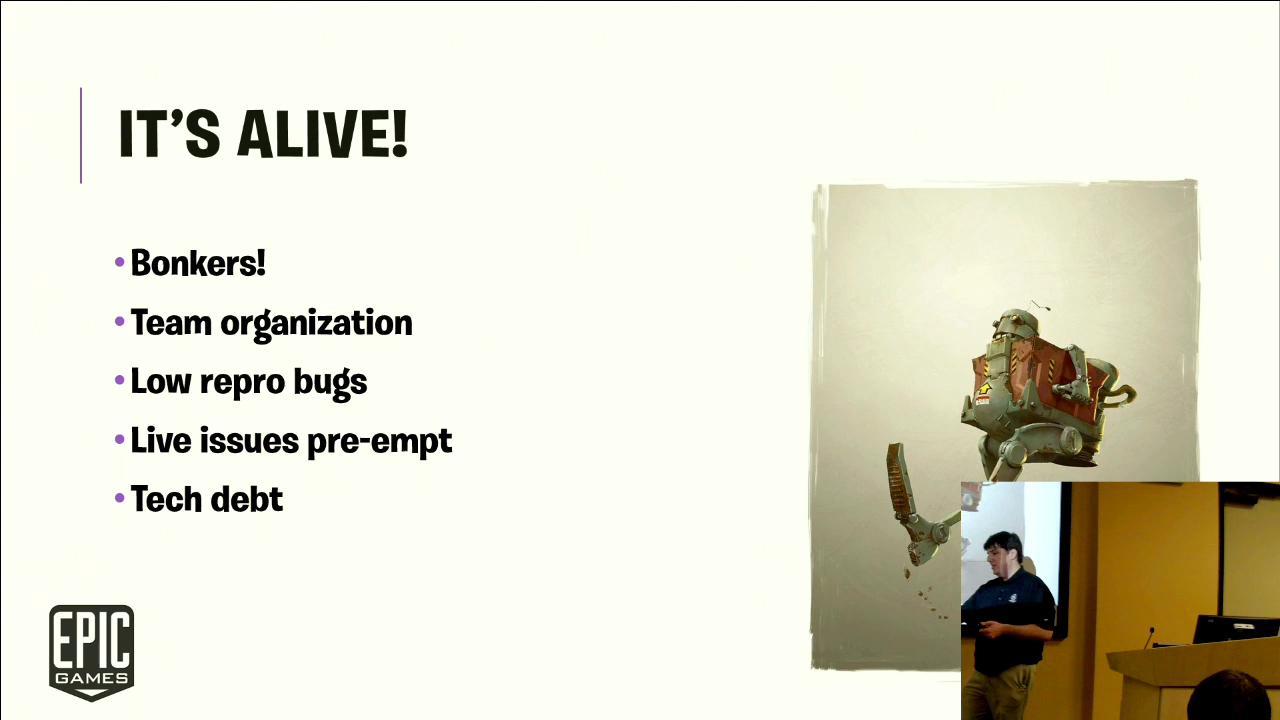 IT'S ALIVE!
• Bonkers!
• Team organization
• Low repro bugs
• Live issues pre-empt
• Tech debt
EPIC
GAMES